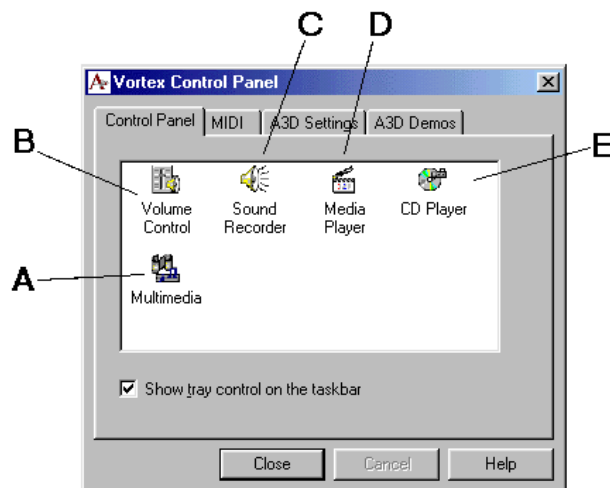 C D
Vortex Control Panel
Control Panel MIDI A3D Settings A3D Demos
B E
Volume Control Sound Recorder Media Player CD Player
A
Multimedia
Show tray control on the taskbar
Close Cancel Help